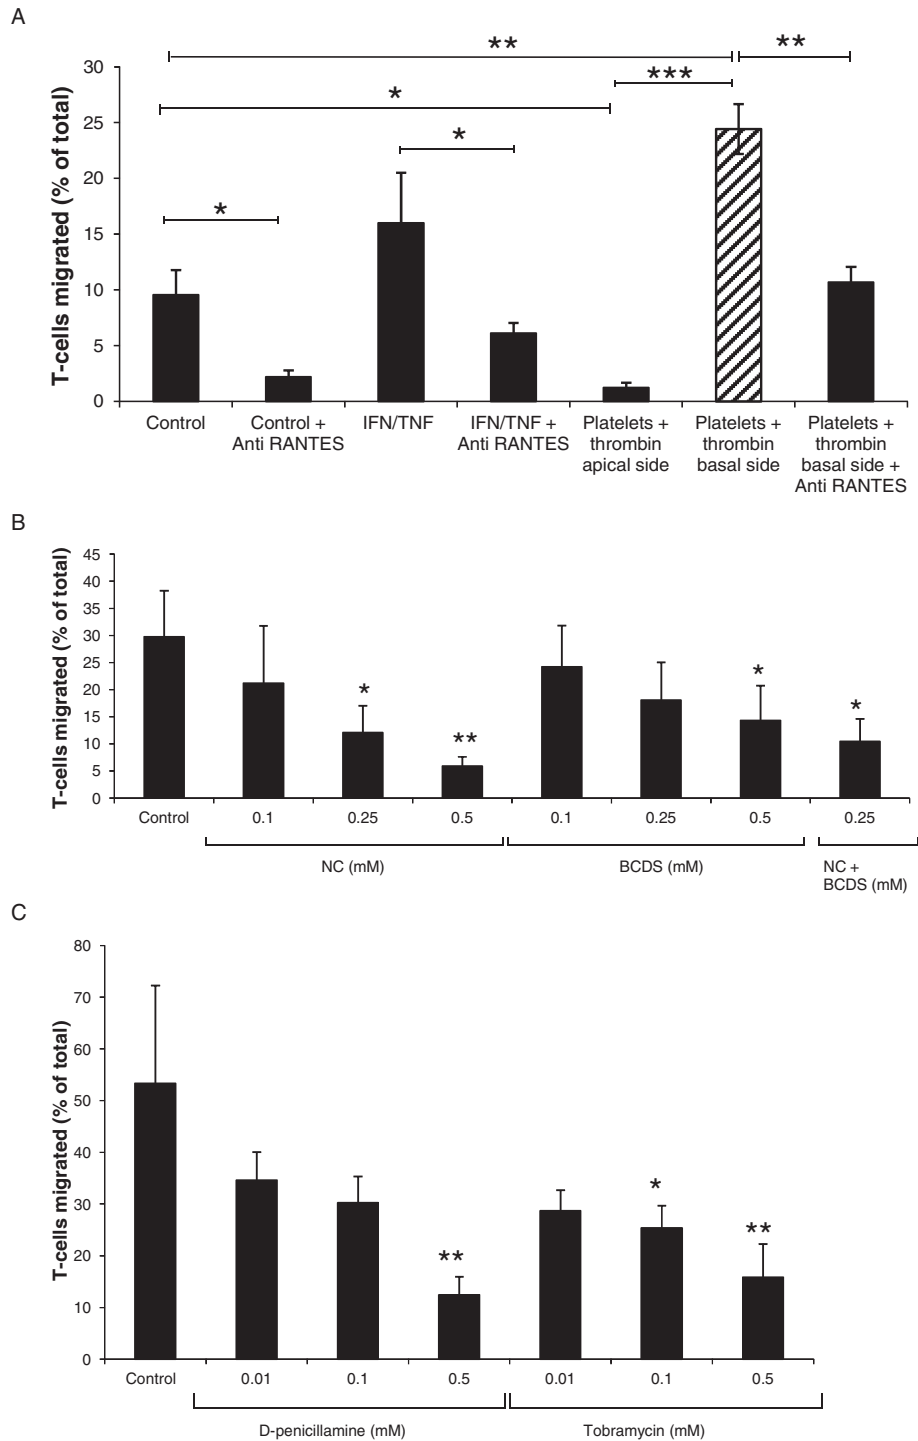 A
**
**
30
***
*
25
*
20
*
15
10
5
0
T-cells migrated (% of total)
Control
Control +
Anti RANTES
IFN/TNF
IFN/TNF +
Anti RANTES
Platelets +
thrombin
apical side
Platelets +
thrombin
basal side
Platelets +
thrombin
basal side +
Anti RANTES
B
45
40
35
30
25
20
15
10
5
0
T-cells migrated (% of total)
*
**
*
*
Control
0.1
0.25
0.5
0.1
0.25
0.5
0.25
NC (mM)
BCDS (mM)
NC +
BCDS (mM)
C
80
70
60
50
40
30
20
10
0
T-cells migrated (% of total)
**
*
**
Control
0.01
0.1
0.5
0.01
0.1
0.5
D-penicillamine (mM)
Tobramycin (mM)